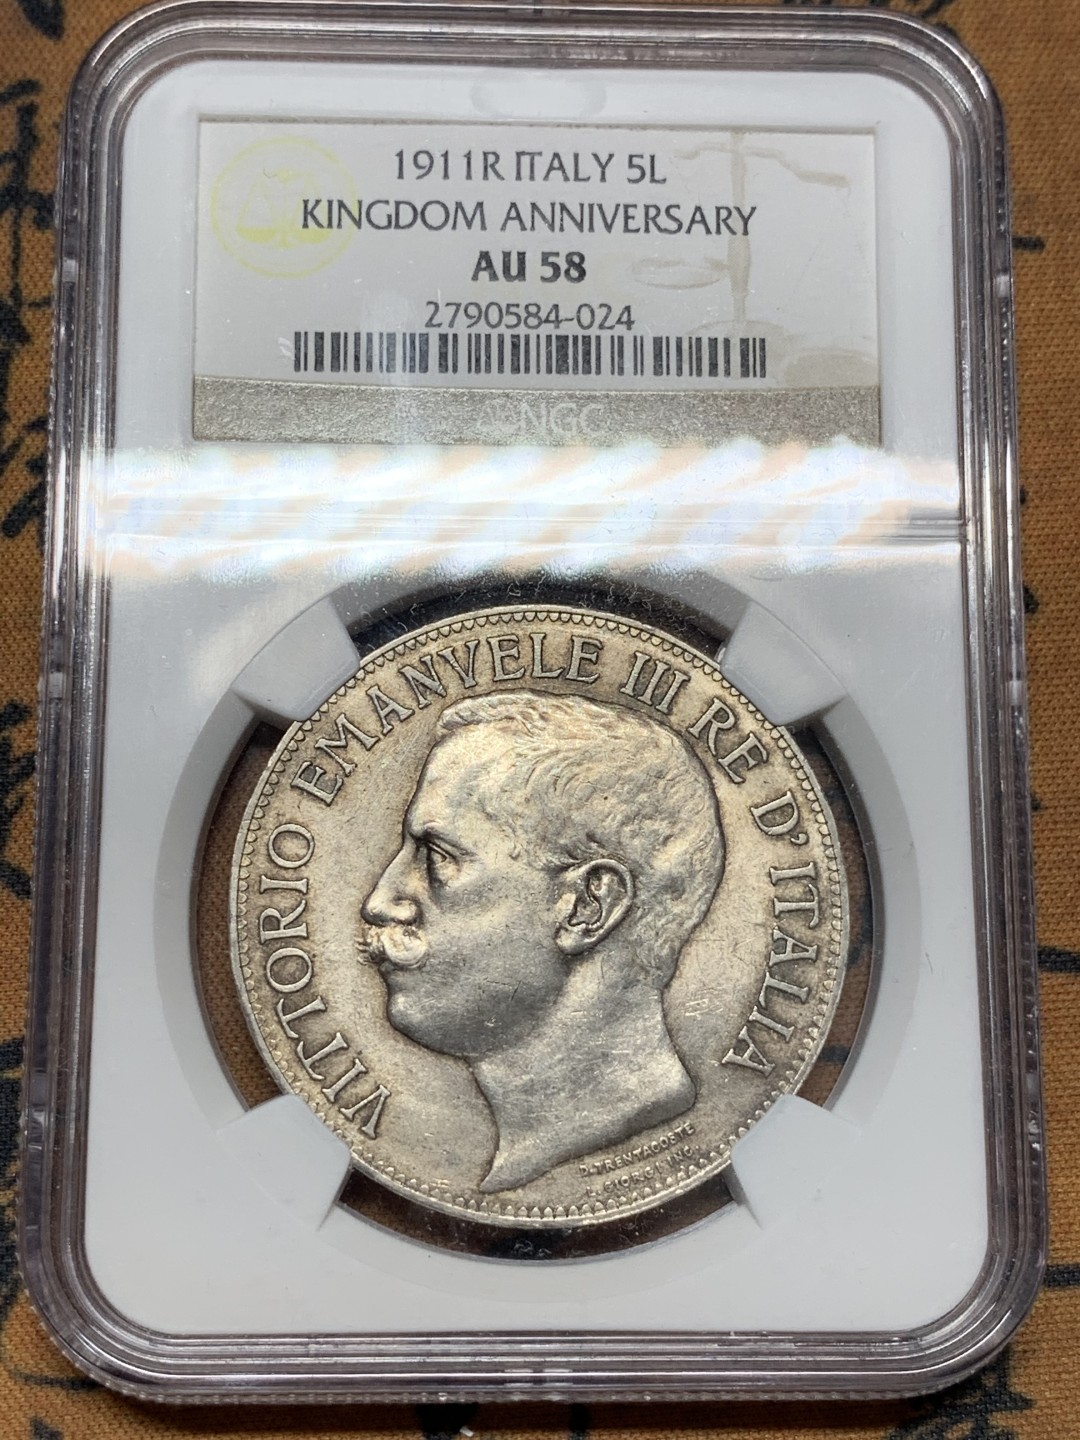 1911R ITALY 5L
KINGDOM ANNIVERSARY
AU 58
2790584-024
NGC
VITTORIO EMANVELE III RE D'ITALIA
D. TRENTACOSTE
L. GIORGI INC.